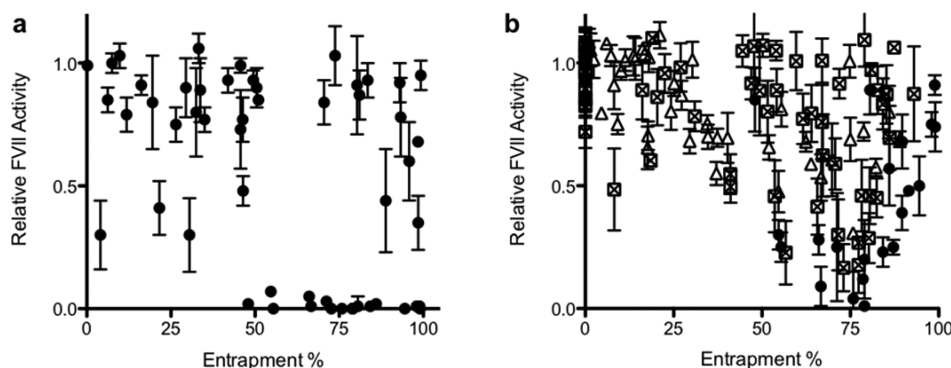 a
Relative FVII Activity
1.0
0.5
0.0
0 25 50 75 100
Entrapment %
b
Relative FVII Activity
1.0
0.5
0.0
0 25 50 75 100
Entrapment %